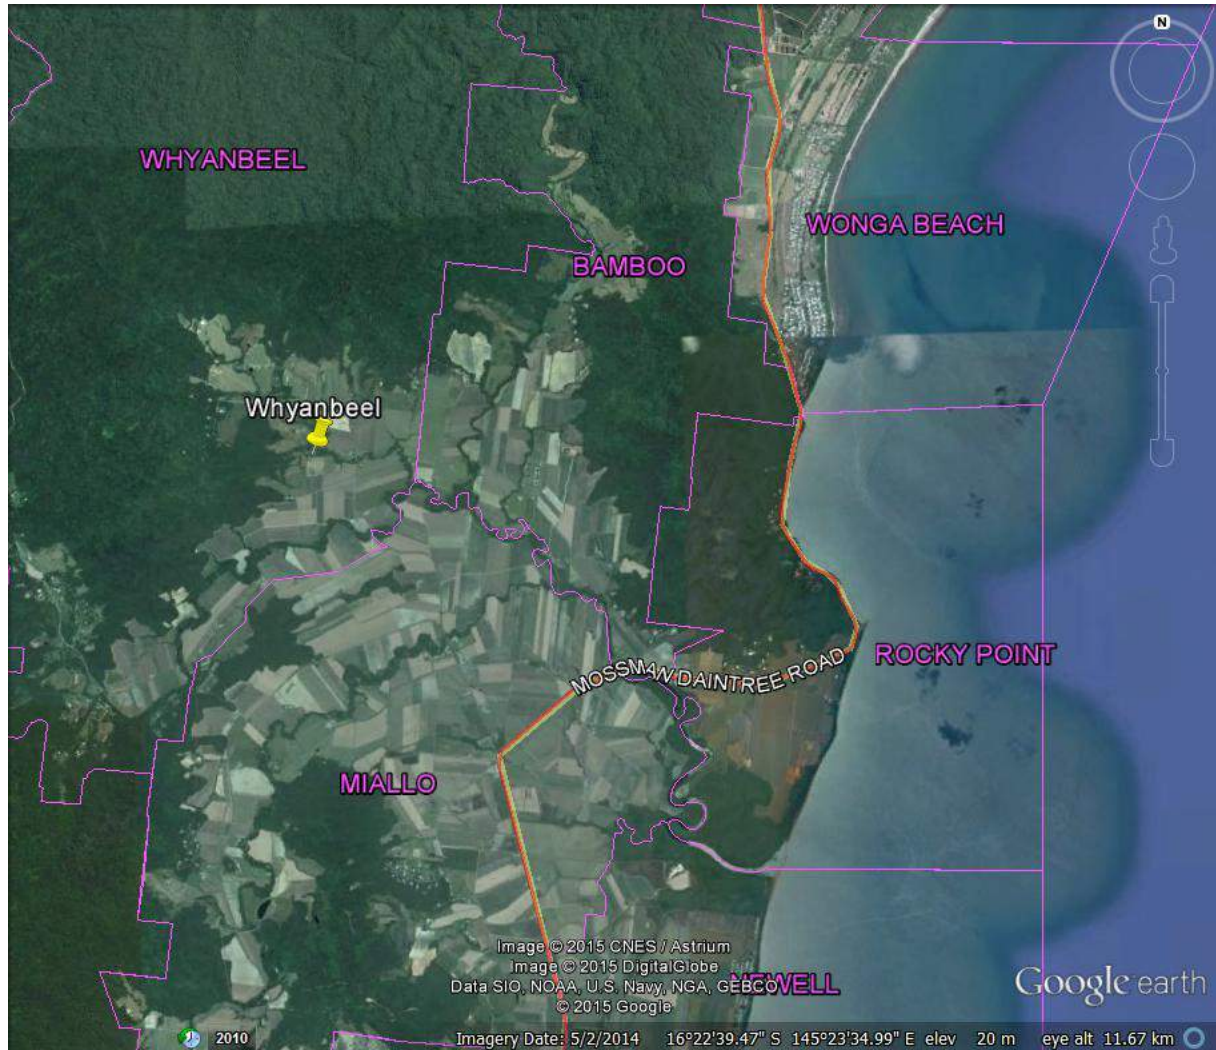 N
WHYANBEEL
WONGA BEACH
BAMBOO
Whyanbeel
ROCKY POINT
MOSSMAN DAINTREE ROAD
MIALLO
Image © 2015 CNES / Astrium
Image © 2015 DigitalGlobe
Data SIO, NOAA, U.S. Navy, NGA, GEBCO
NEWELL
© 2015 Google
Google earth
2010
Imagery Date: 5/2/2014 16°22'39.47" S 145°23'34.99" E elev 20 m eye alt 11.67 km